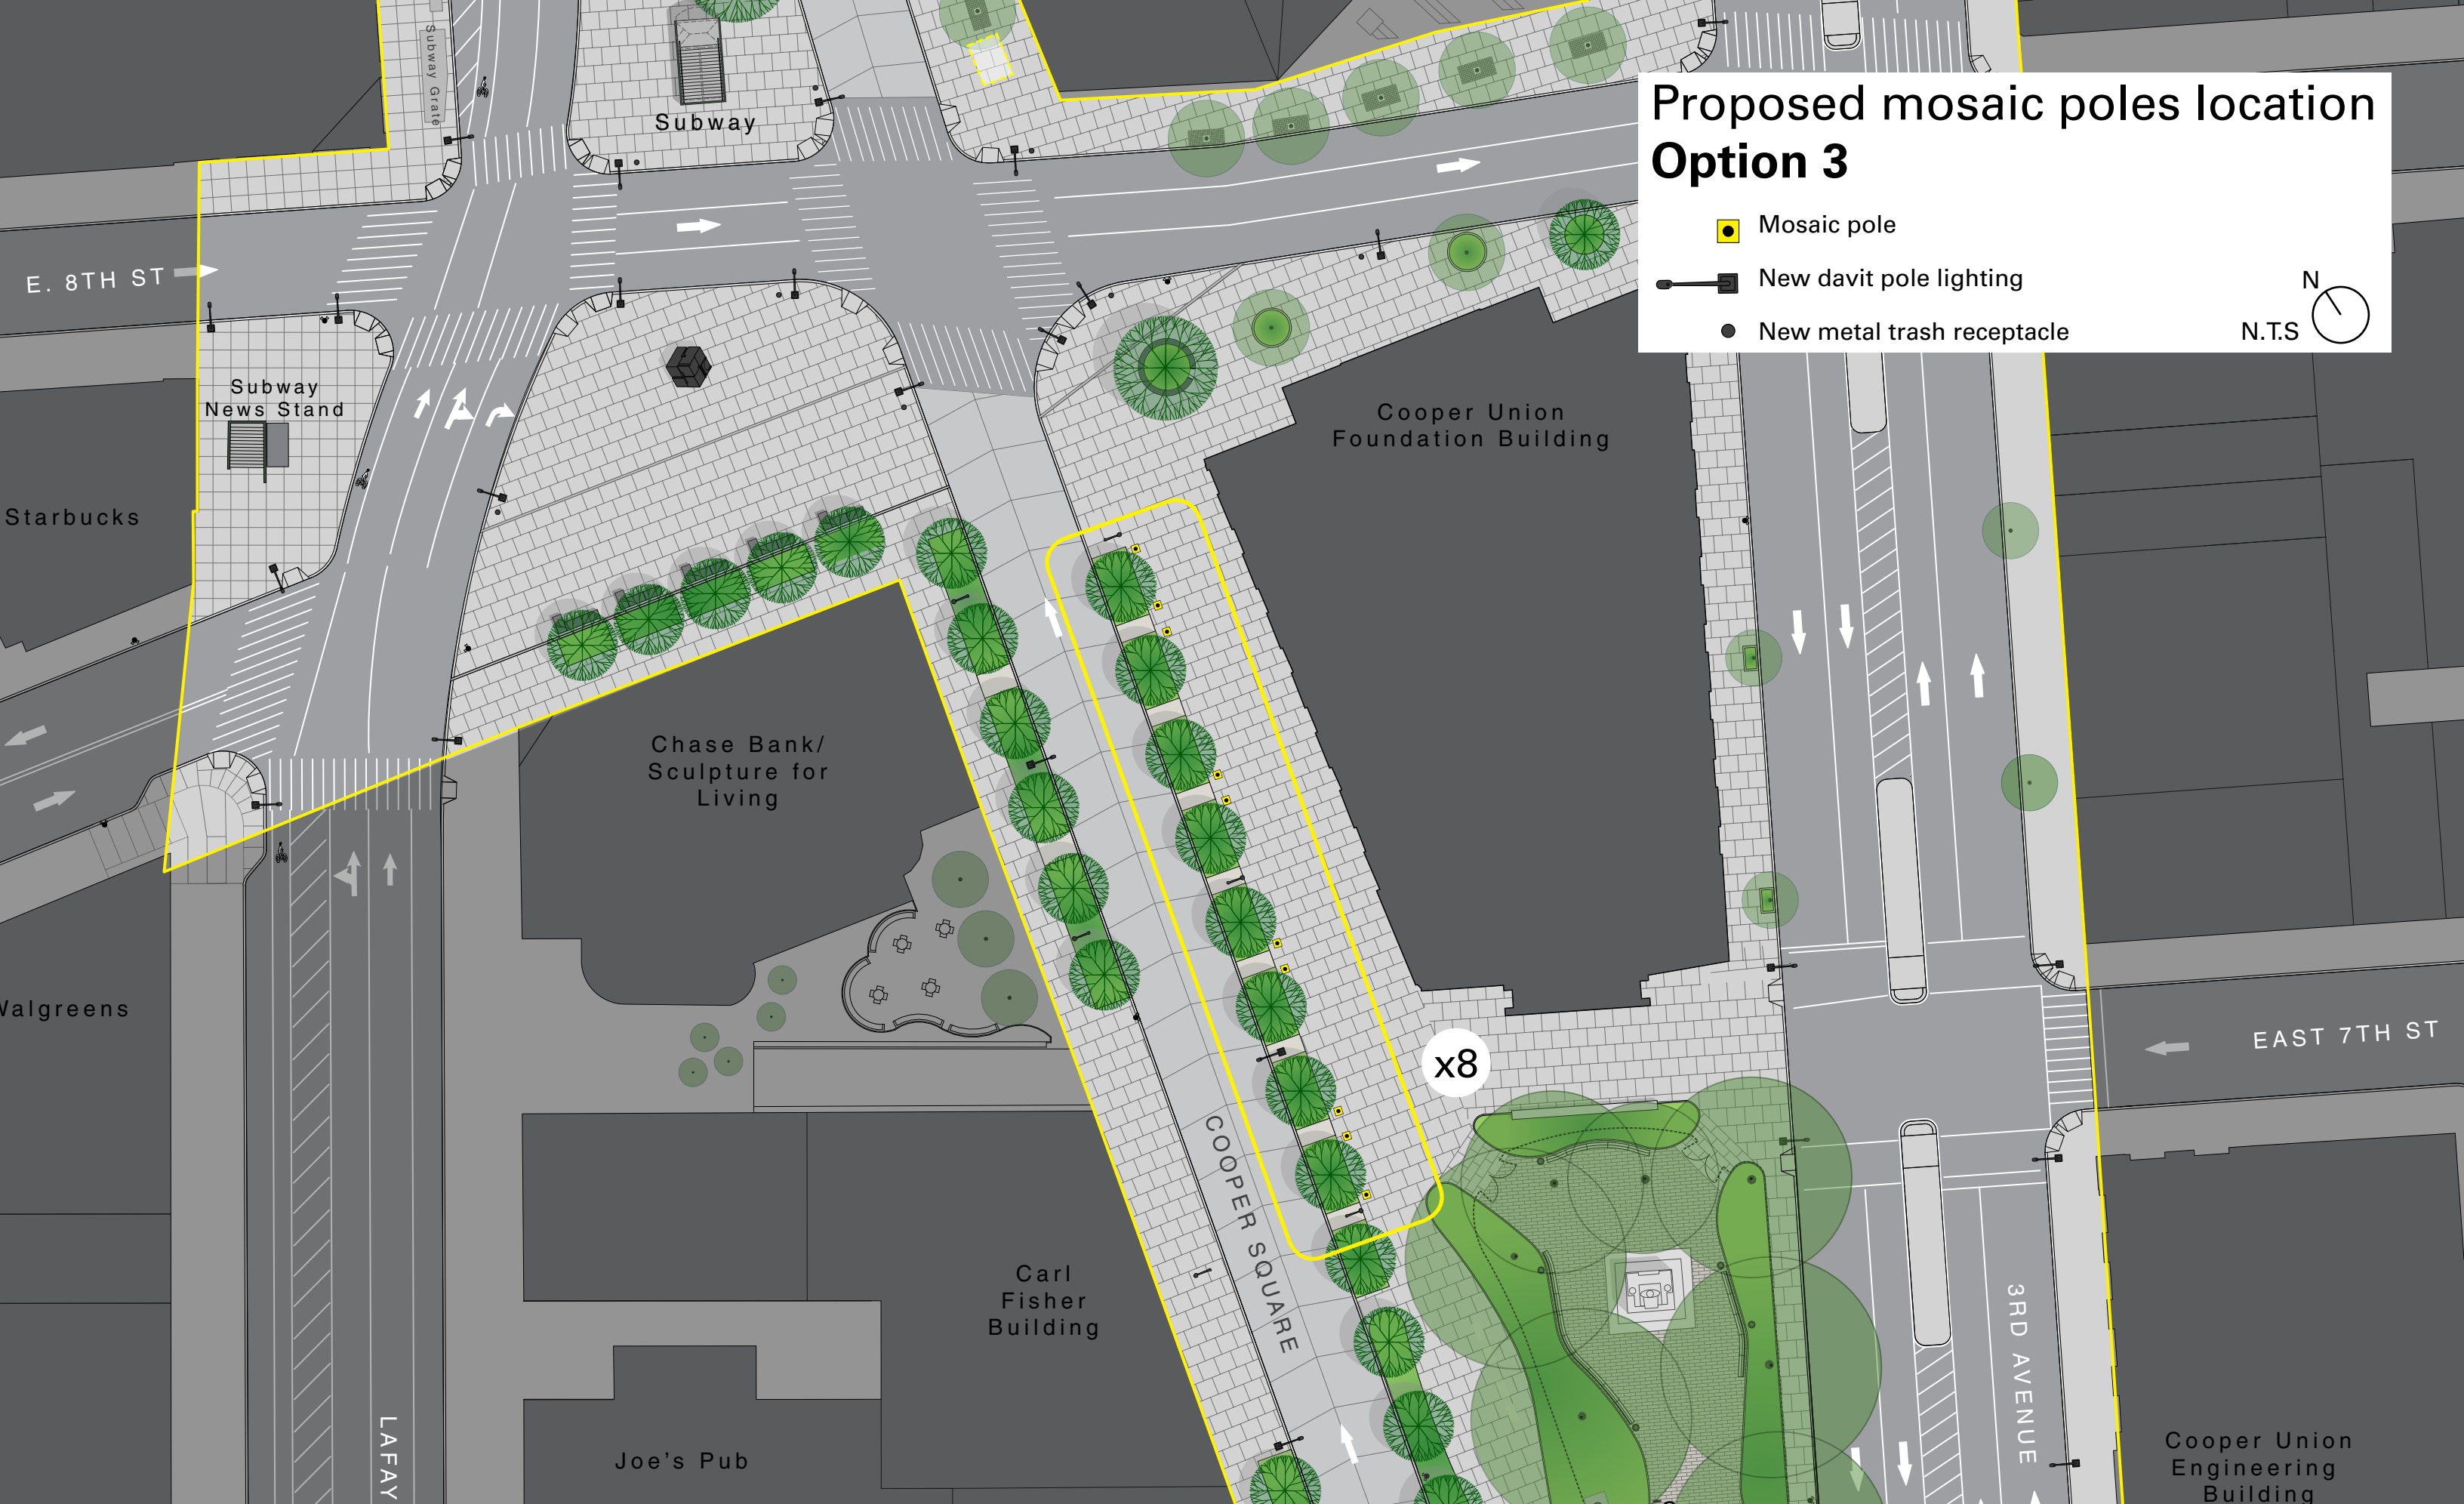 Subway Grate
Subway
Proposed mosaic poles location
Option 3
Mosaic pole
New davit pole lighting
New metal trash receptacle
N
N.T.S
E. 8TH ST
Subway
News Stand
Starbucks
Cooper Union
Foundation Building
Chase Bank/
Sculpture for
Living
Walgreens
EAST 7TH ST
x8
COOPER SQUARE
Carl
Fisher
Building
3RD AVENUE
LAFAY
Joe's Pub
Cooper Union
Engineering
Building